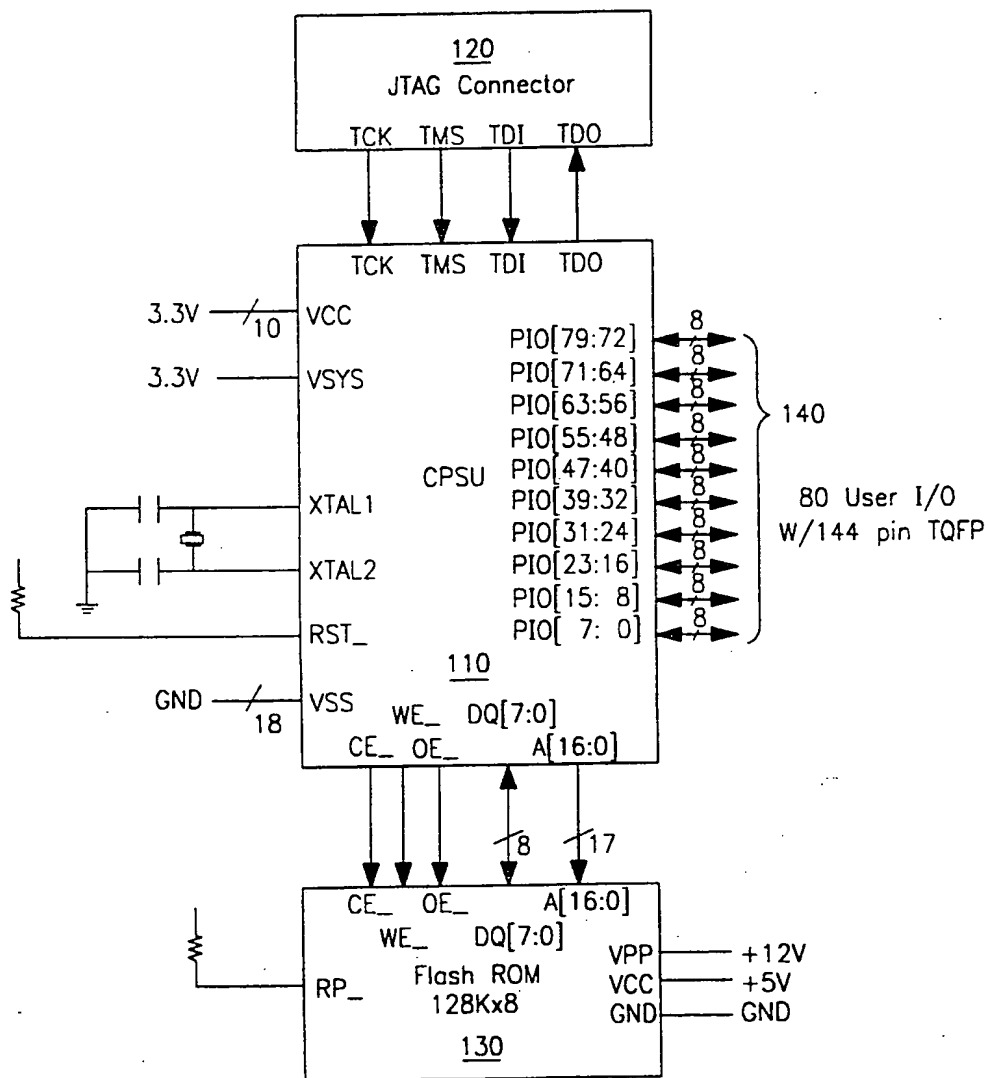 120
JTAG Connector
TCK TMS TDI TDO
TCK TMS TDI TDO
3.3V 10 VCC
3.3V VSYS
PIO[79:72] 8
PIO[71:64] 8
PIO[63:56] 8
PIO[55:48] 8
PIO[47:40] 8
PIO[39:32] 8
PIO[31:24] 8
PIO[23:16] 8
PIO[15: 8] 8
PIO[ 7: 0] 8
140
80 User I/O
W/144 pin TQFP
CPSU
XTAL1
XTAL2
RST_
GND 18 VSS
110
WE_ DQ[7:0]
CE_ OE_ A[16:0]
8 17
CE_ OE_ A[16:0]
WE_ DQ[7:0]
RP_
Flash ROM
128Kx8
130
VPP +12V
VCC +5V
GND GND